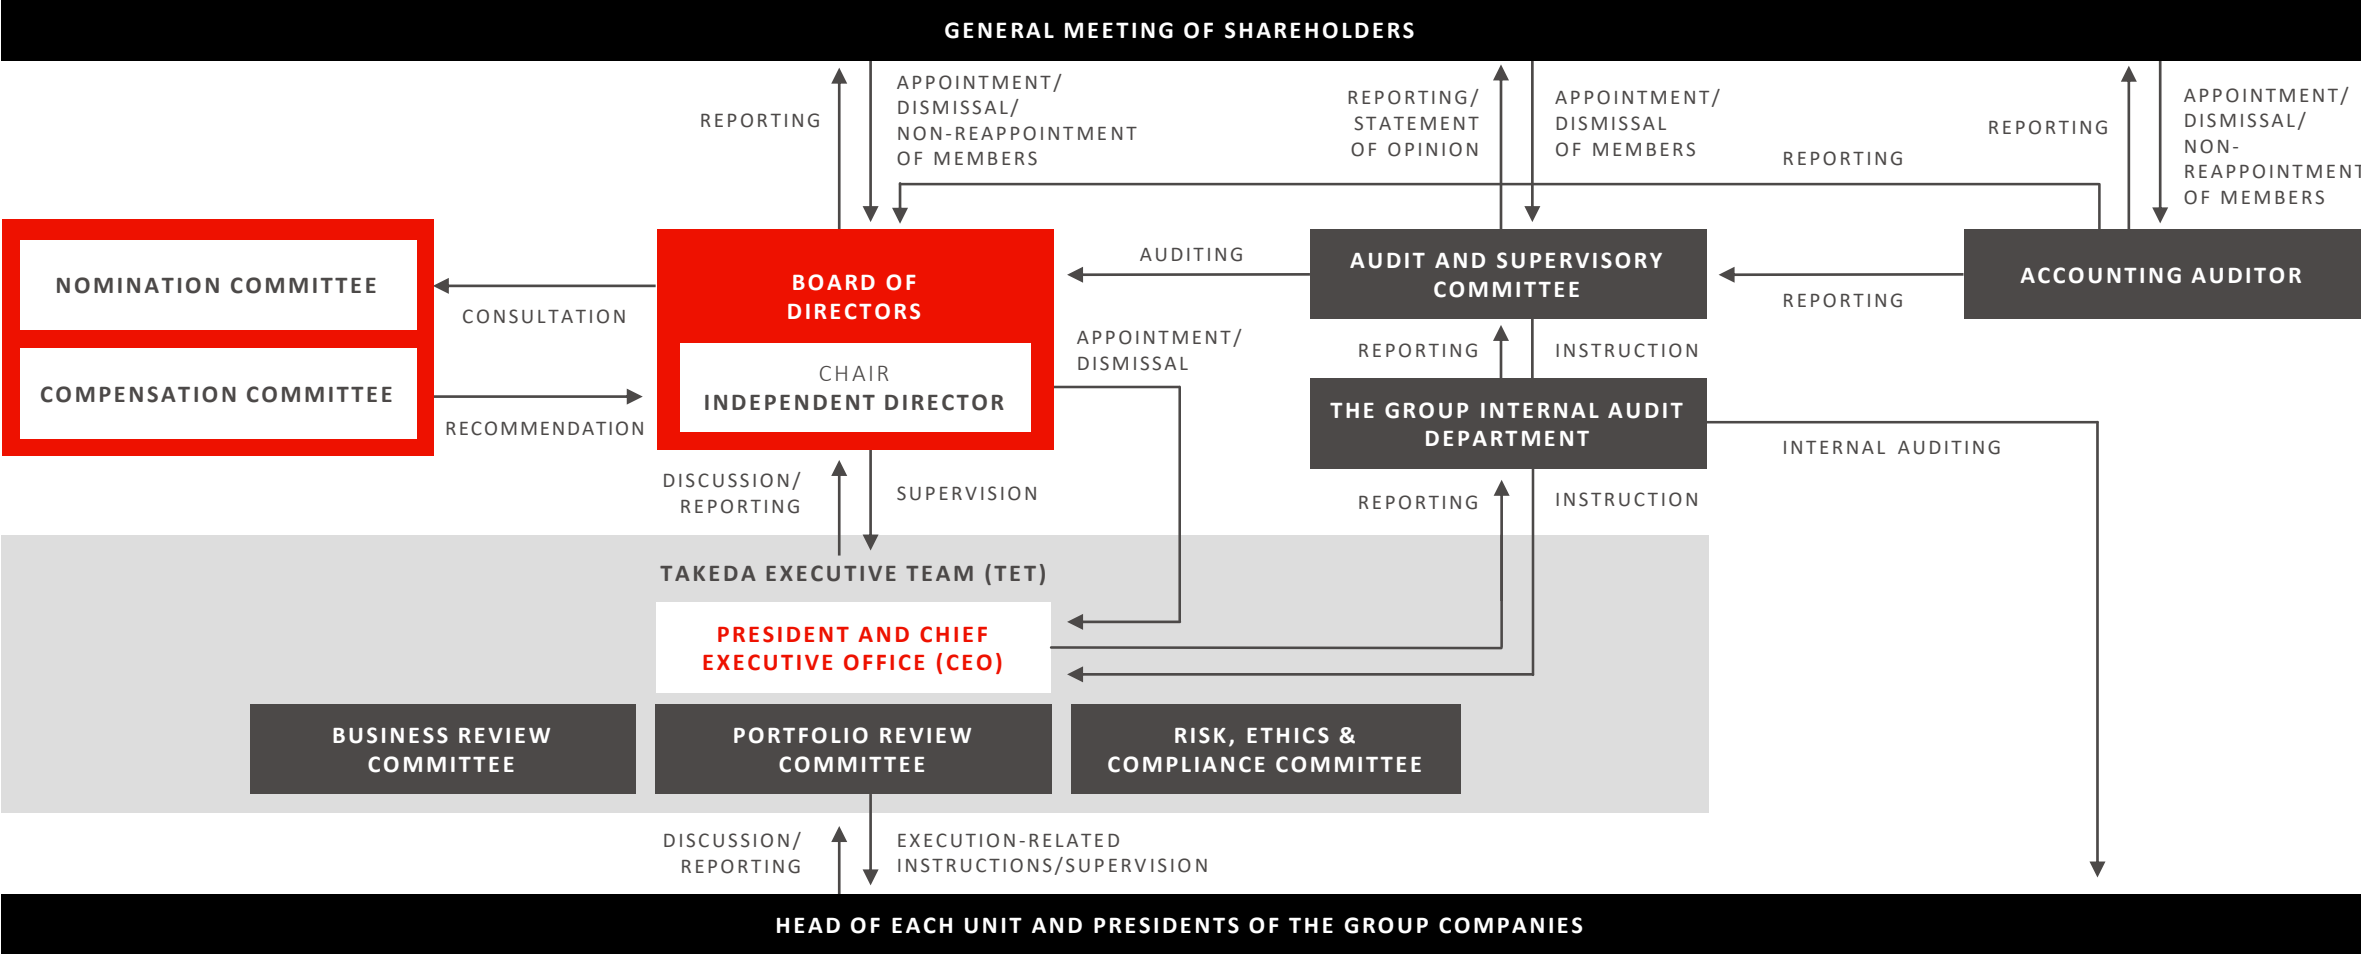 GENERAL MEETING OF SHAREHOLDERS
REPORTING
APPOINTMENT/
DISMISSAL/
NON-REAPPOINTMENT
OF MEMBERS
REPORTING/
STATEMENT
OF OPINION
APPOINTMENT/
DISMISSAL
OF MEMBERS
REPORTING
REPORTING
APPOINTMENT/
DISMISSAL/
NON-
REAPPOINTMENT
OF MEMBERS
NOMINATION COMMITTEE
COMPENSATION COMMITTEE
CONSULTATION
RECOMMENDATION
BOARD OF
DIRECTORS
CHAIR
INDEPENDENT DIRECTOR
AUDITING
APPOINTMENT/
DISMISSAL
AUDIT AND SUPERVISORY
COMMITTEE
REPORTING
ACCOUNTING AUDITOR
REPORTING
INSTRUCTION
THE GROUP INTERNAL AUDIT
DEPARTMENT
INTERNAL AUDITING
DISCUSSION/
REPORTING
SUPERVISION
REPORTING
INSTRUCTION
TAKEDA EXECUTIVE TEAM (TET)
PRESIDENT AND CHIEF
EXECUTIVE OFFICE (CEO)
BUSINESS REVIEW
COMMITTEE
PORTFOLIO REVIEW
COMMITTEE
RISK, ETHICS &
COMPLIANCE COMMITTEE
DISCUSSION/
REPORTING
EXECUTION-RELATED
INSTRUCTIONS/SUPERVISION
HEAD OF EACH UNIT AND PRESIDENTS OF THE GROUP COMPANIES